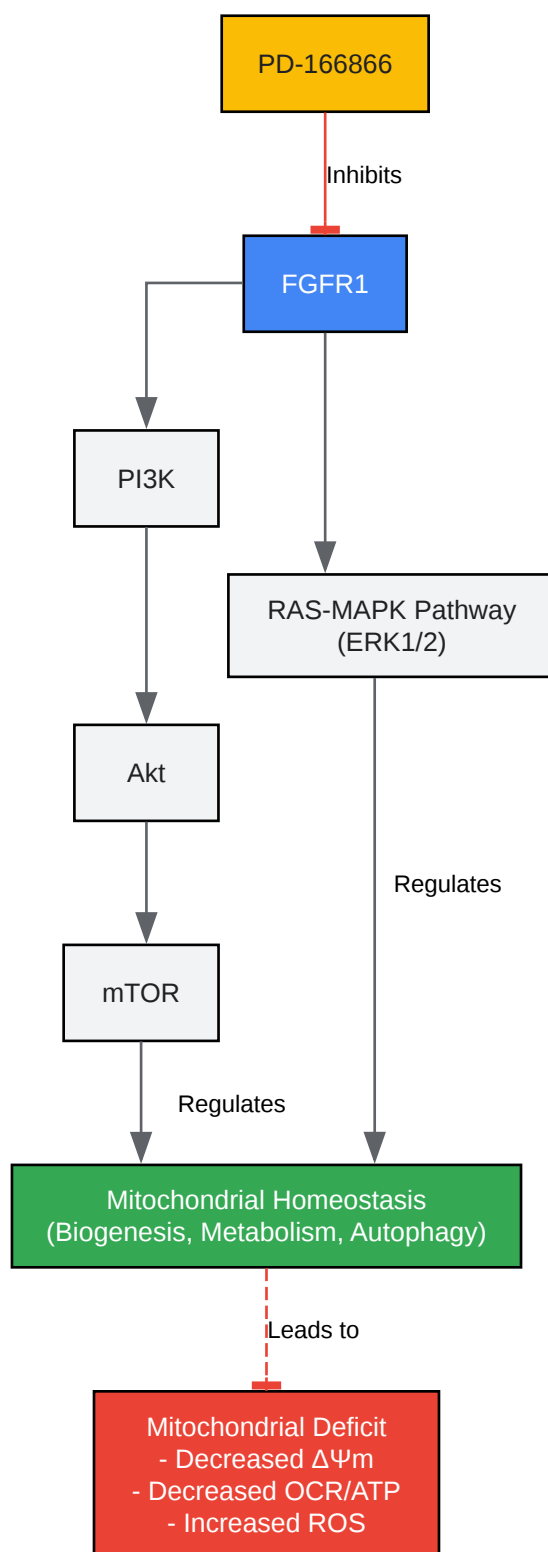 PD-166866
Inhibits
FGFR1
PI3K
RAS-MAPK Pathway
(ERK1/2)
Akt
Regulates
mTOR
Regulates
Mitochondrial Homeostasis
(Biogenesis, Metabolism, Autophagy)
Leads to
Mitochondrial Deficit
- Decreased ΔΨm
- Decreased OCR/ATP
- Increased ROS